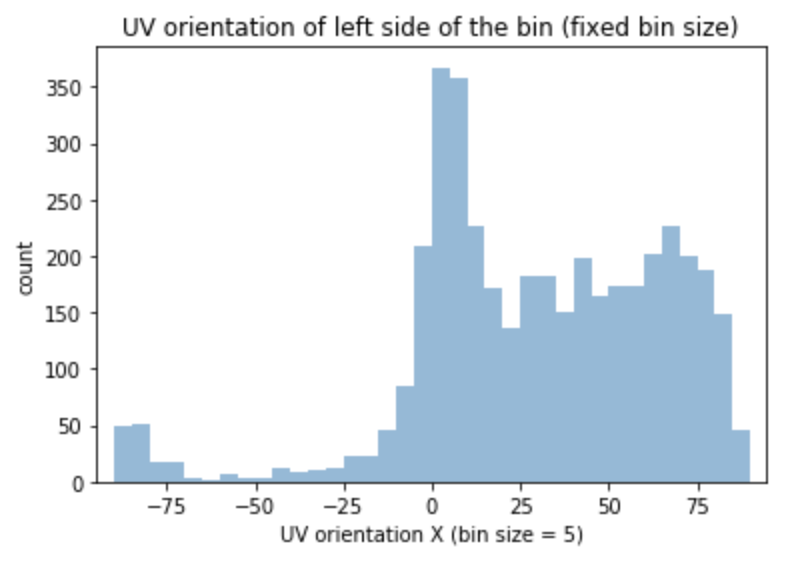 UV orientation of left side of the bin (fixed bin size)
350
300
250
200
150
100
50
0
count
−75 −50 −25 0 25 50 75
UV orientation X (bin size = 5)